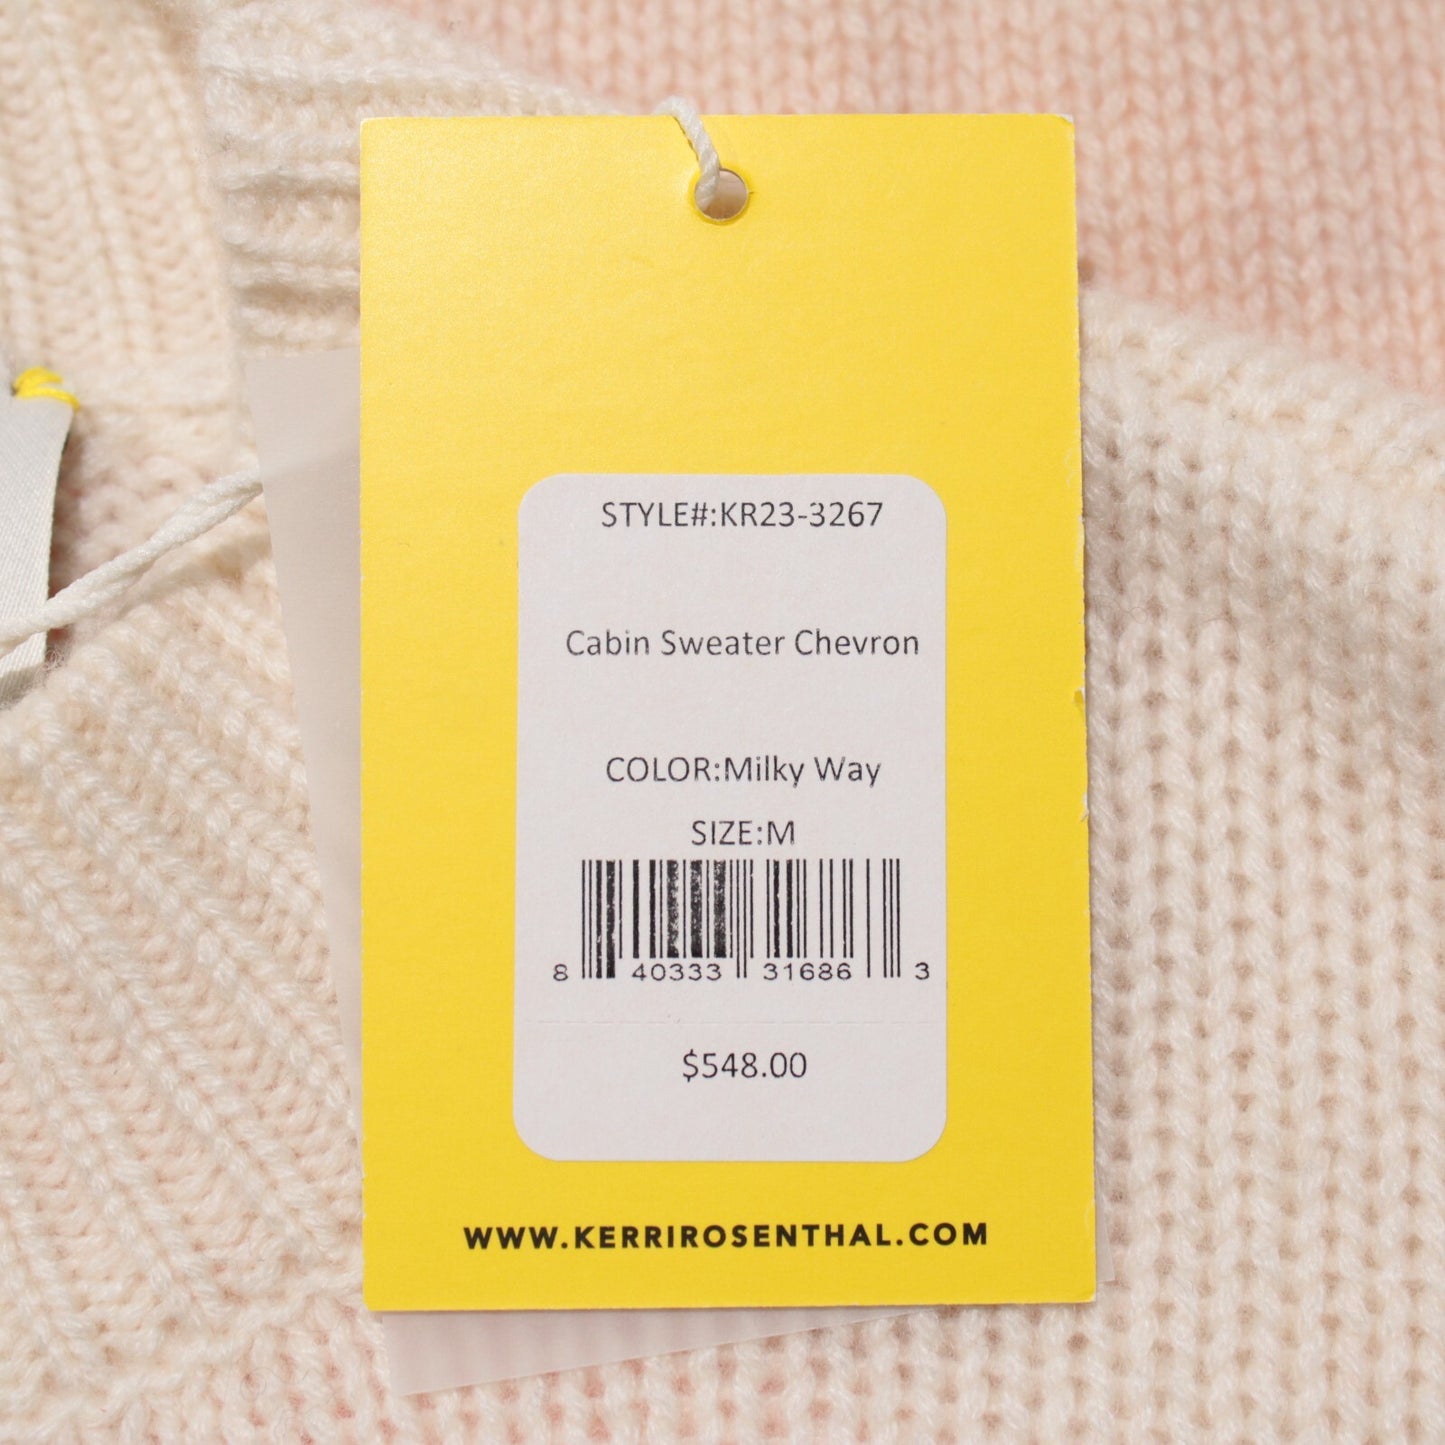 STYLE#:KR23-3267
Cabin Sweater Chevron
COLOR:Milky Way
SIZE:M
8 40333 31686 3
$548.00
WWW.KERRIROSENTHAL.COM